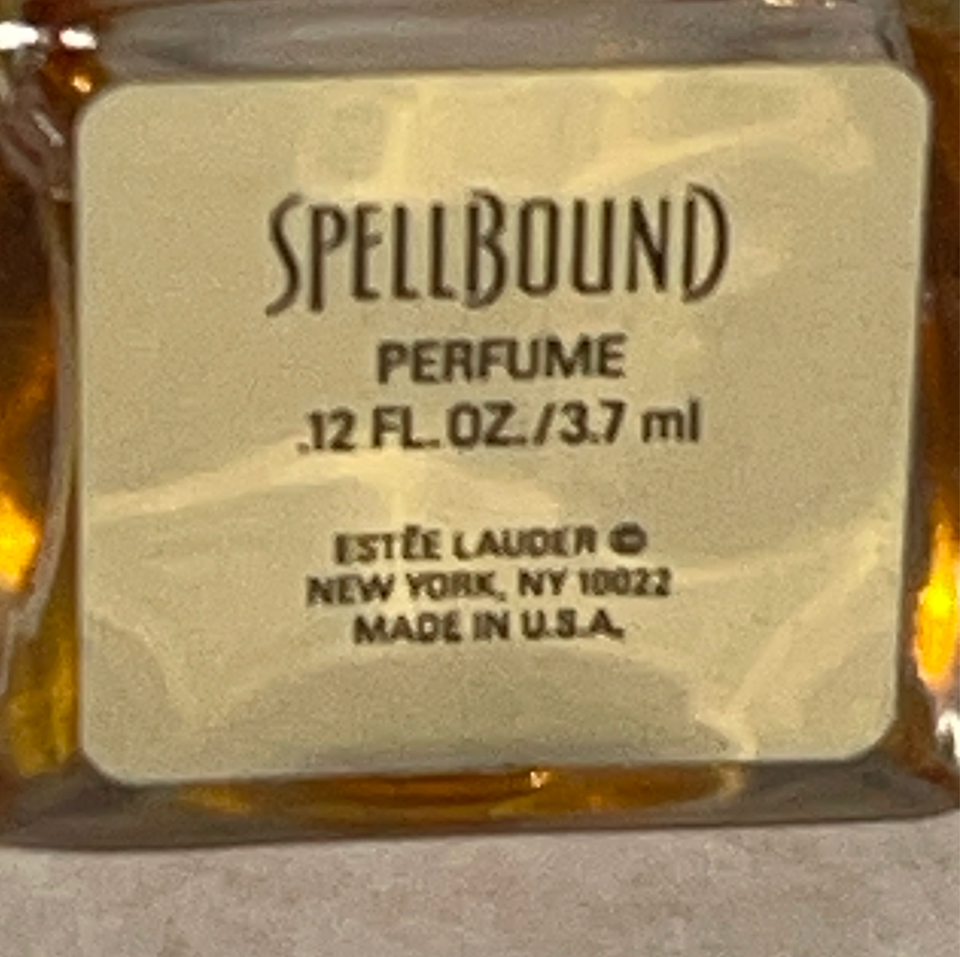 SPELLBOUND
PERFUME
.12 FL. OZ./3.7 ml
ESTĒE LAUDER
NEW YORK, NY 10022
MADE IN U.S.A.